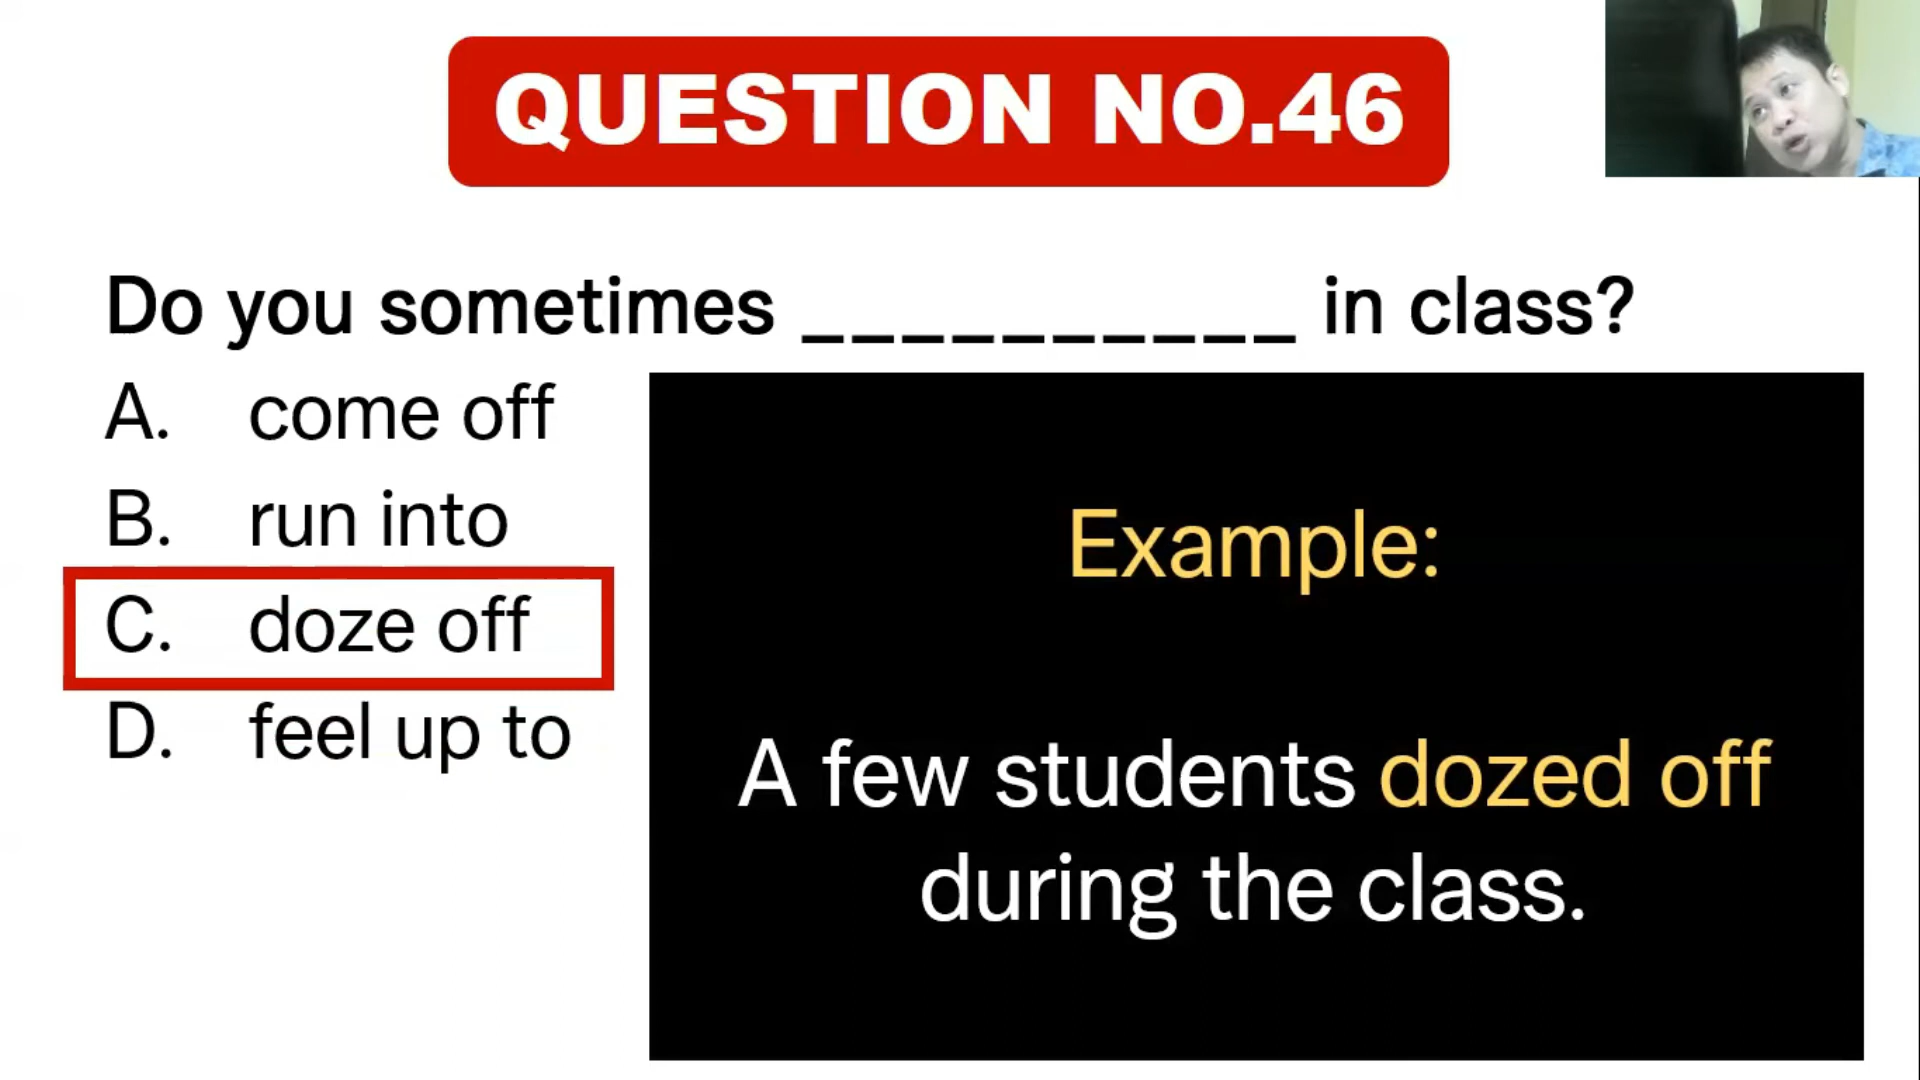 QUESTION NO.46
Do you sometimes __________ in class?
A. come off
B. run into
C. doze off
D. feel up to
Example:
A few students dozed off
during the class.